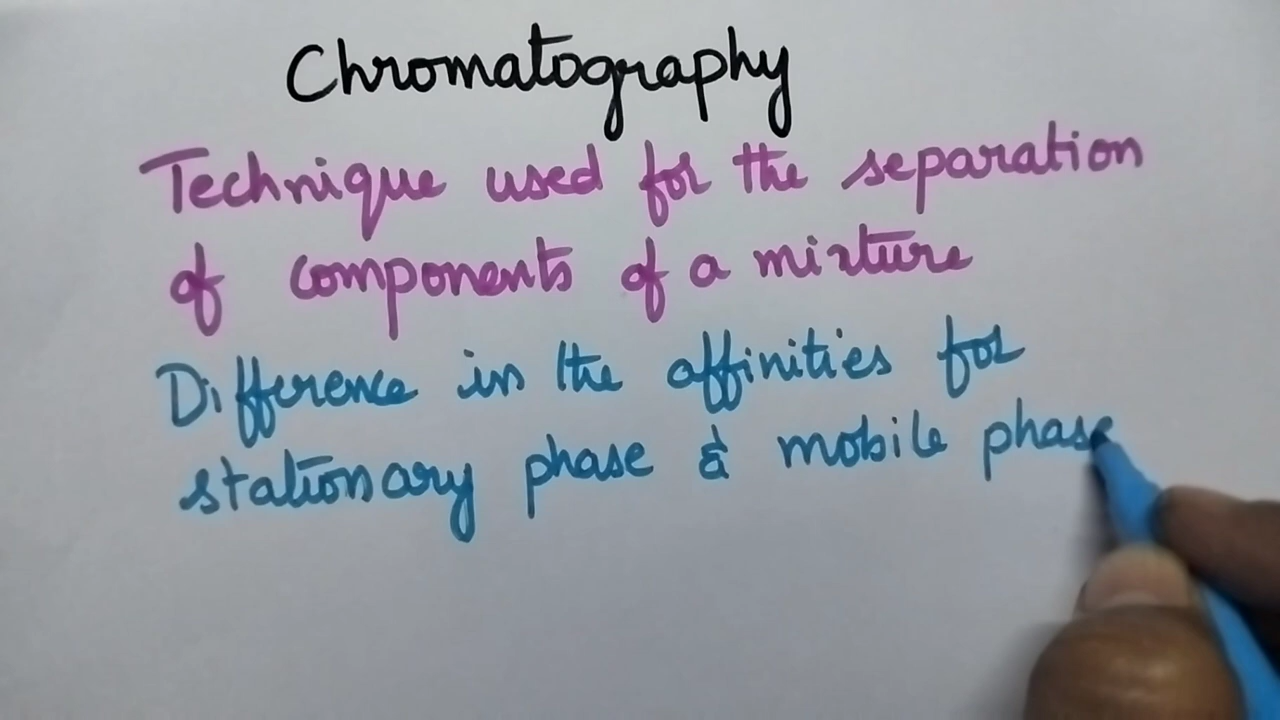 Chromatography
Technique used for the separation
of components of a mixture
Difference in the affinities for
stationary phase & mobile phase